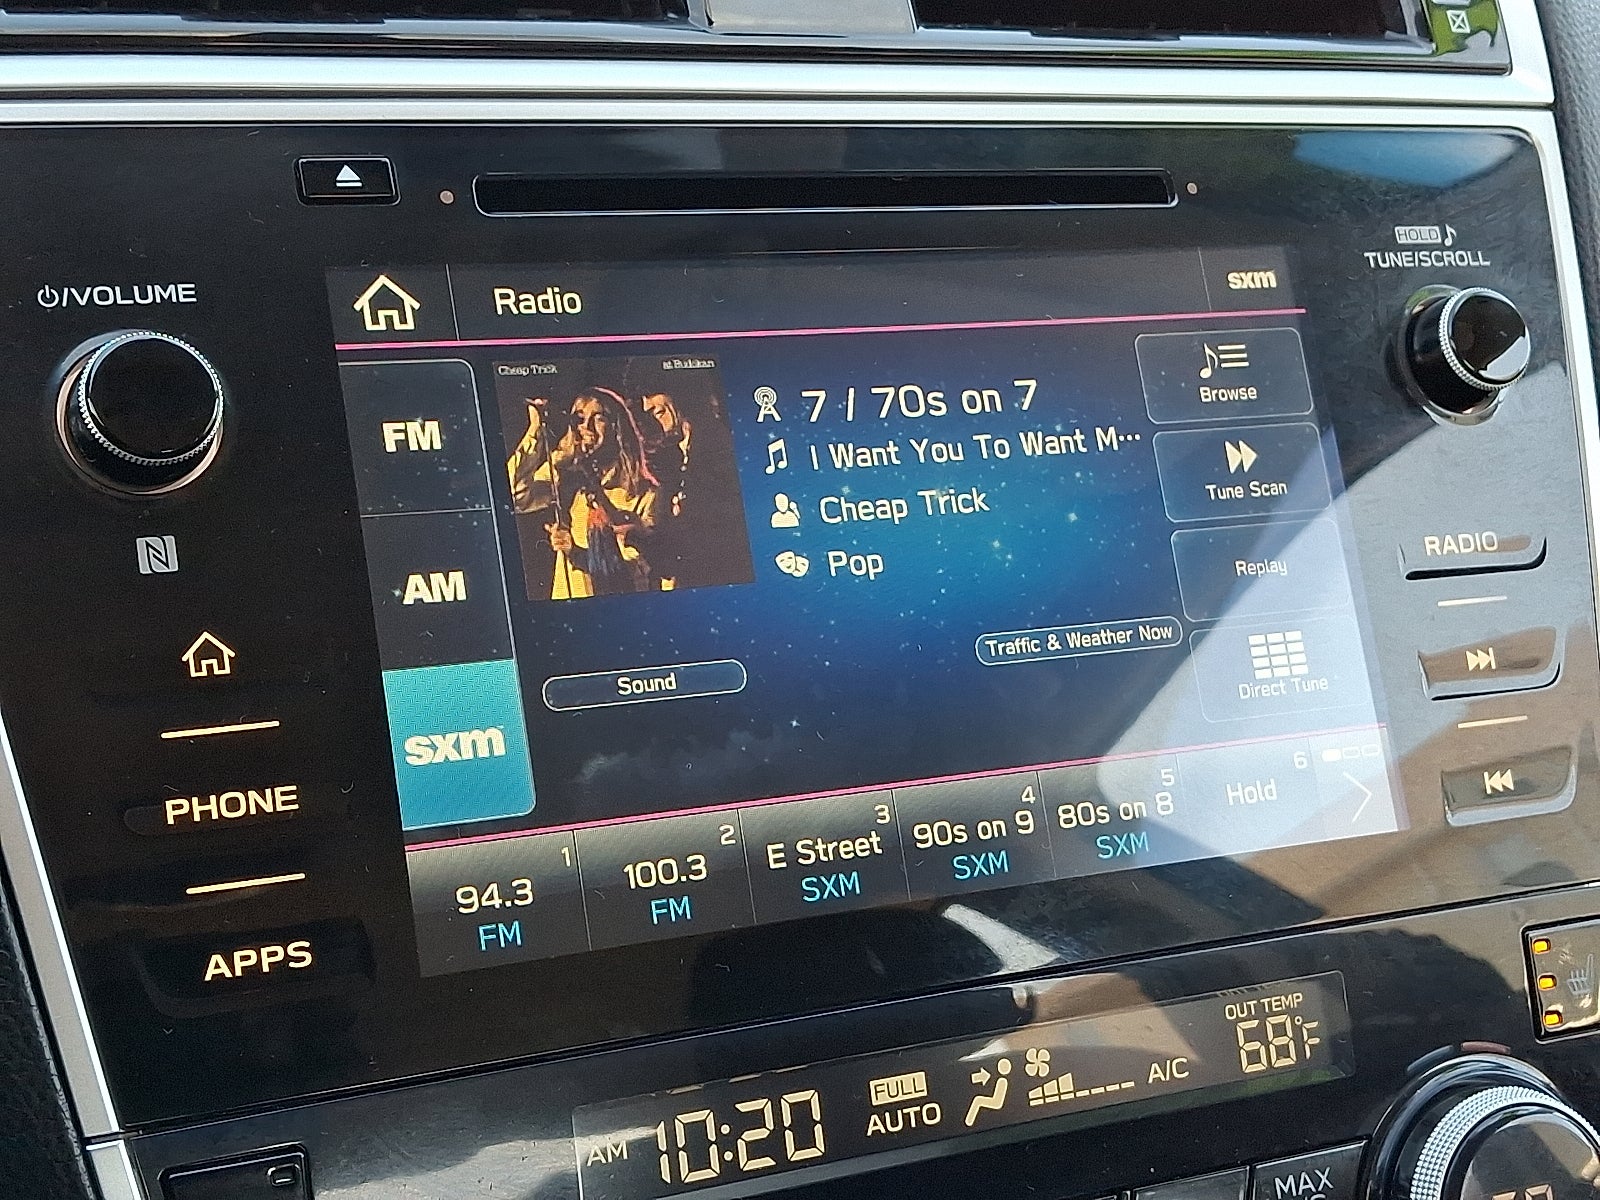 HOLD
TUNE/SCROLL
/VOLUME
Radio
sxm
Cheap Trick
at Budokan
FM
AM
sxm
7 / 70s on 7
I Want You To Want M...
Cheap Trick
Pop
Browse
Tune Scan
Replay
Direct Tune
Traffic & Weather Now
Sound
1
94.3
FM
2
100.3
FM
3
E Street
SXM
4
90s on 9
SXM
5
80s on 8
SXM
6
Hold
N
PHONE
APPS
RADIO
AM 10:20
FULL
AUTO
A/C
OUT TEMP
68°F
MAX